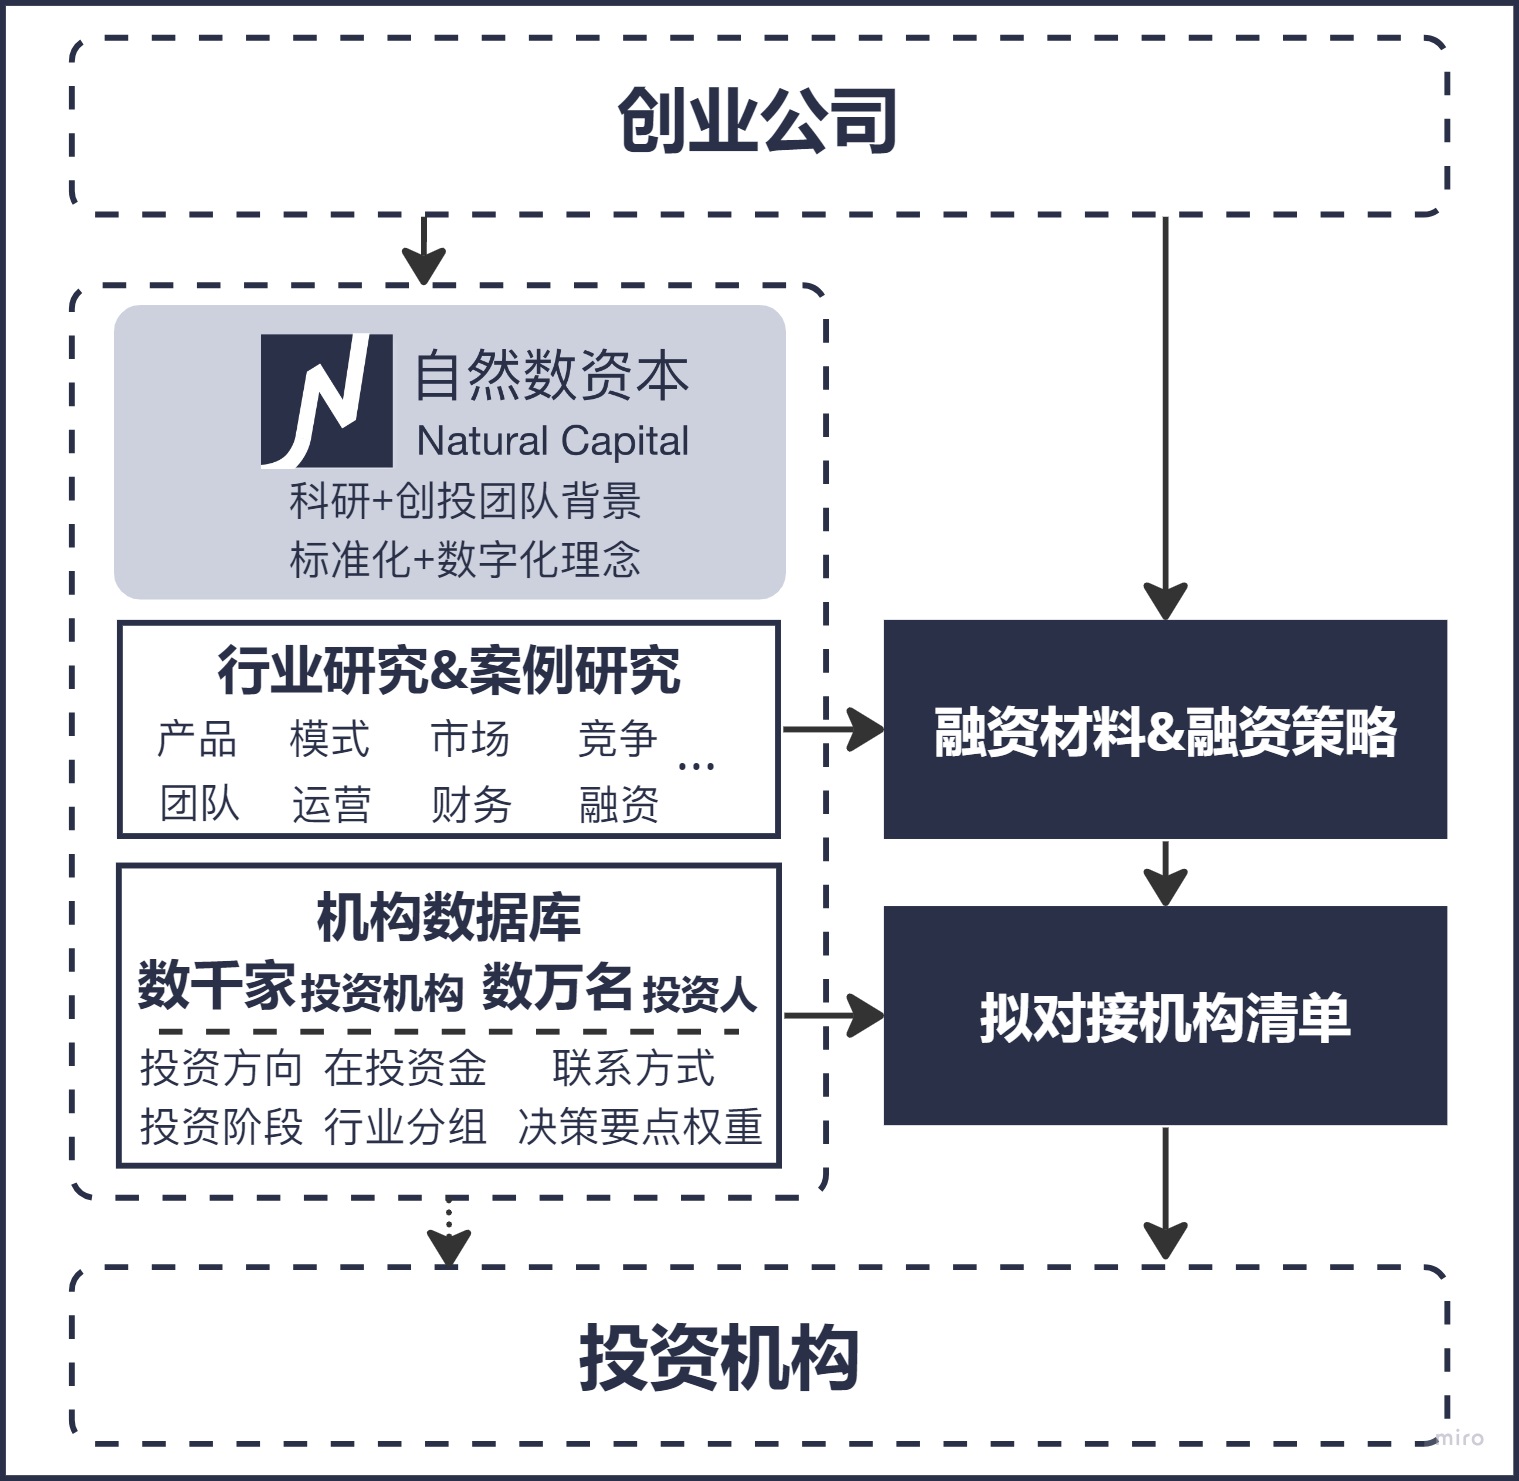 创业公司
自然数资本
Natural Capital
科研+创投团队背景
标准化+数字化理念
行业研究&案例研究
产品 模式 市场 竞争
...
团队 运营 财务 融资
融资材料&融资策略
机构数据库
数千家投资机构 数万名投资人
投资方向 在投资金 联系方式
投资阶段 行业分组 决策要点权重
拟对接机构清单
投资机构
miro